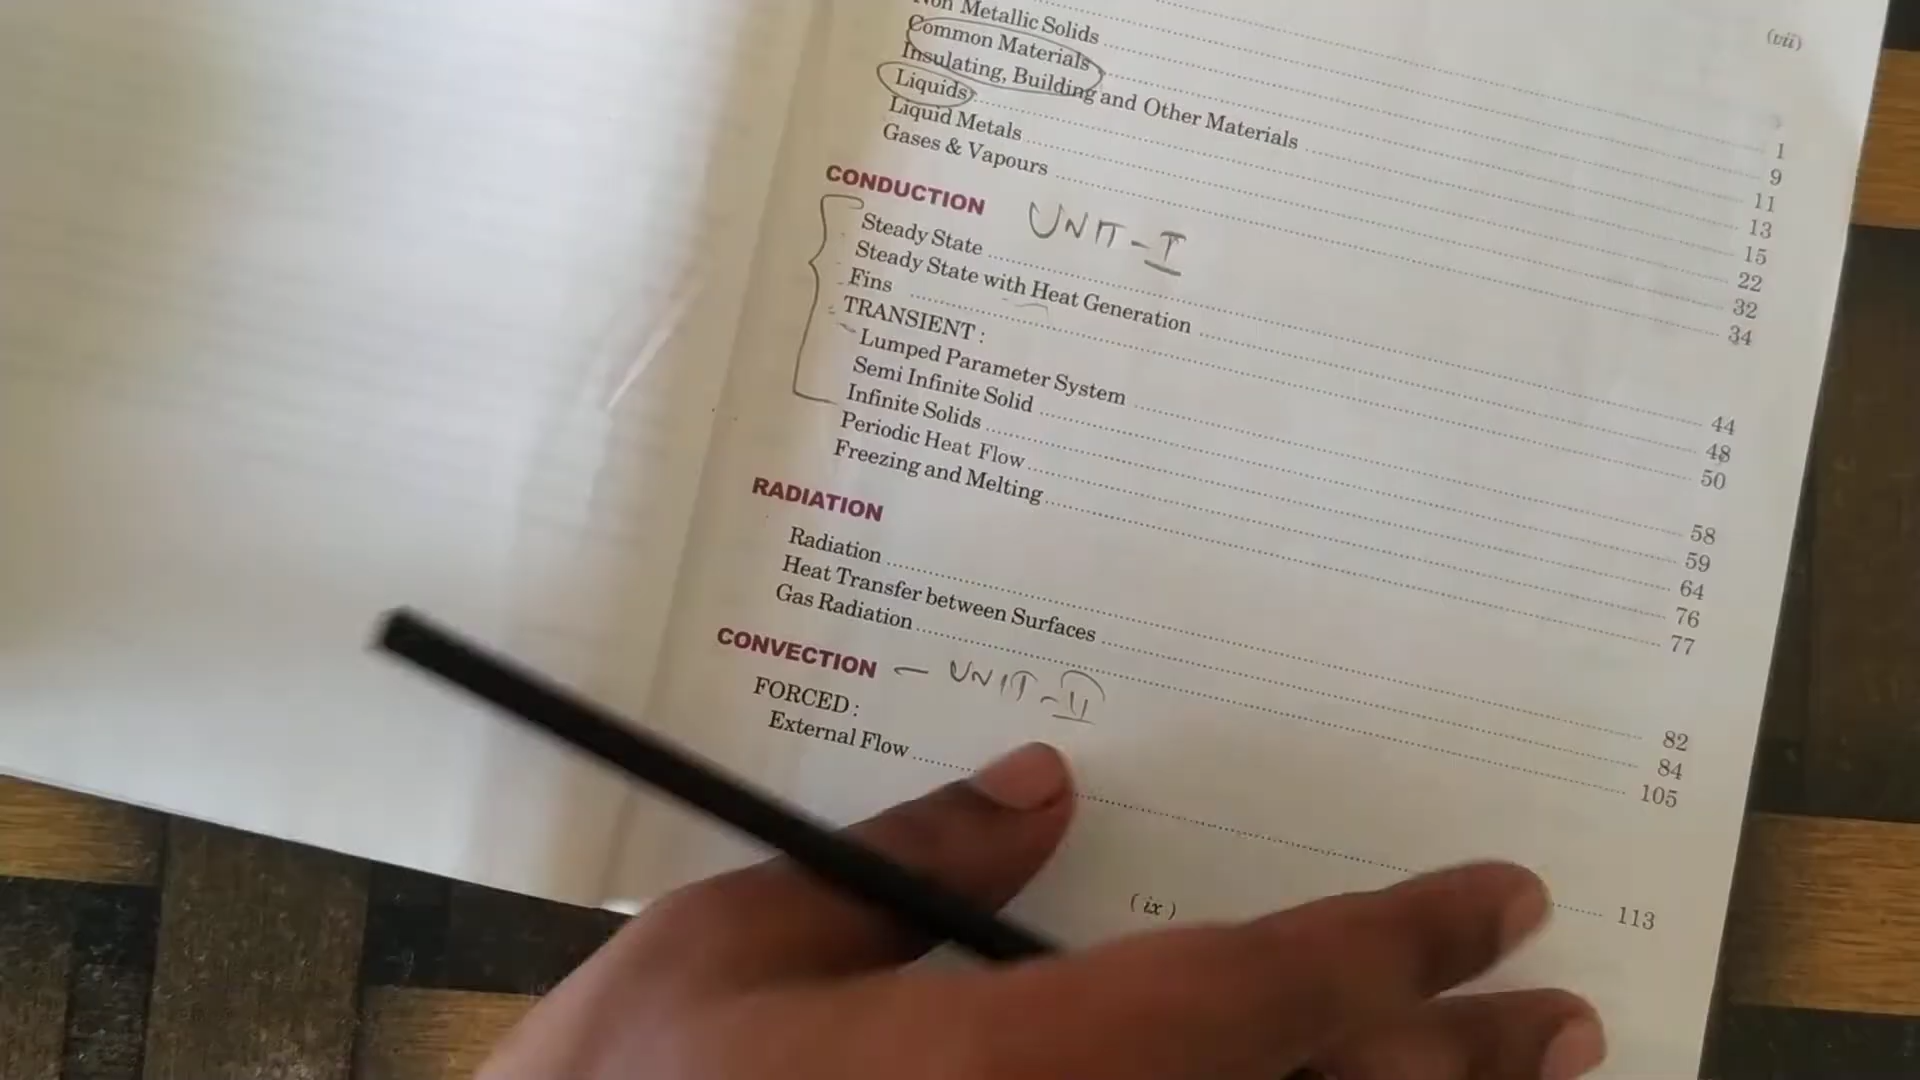 (vii)
Non Metallic Solids
1
Common Materials
9
Insulating, Building and Other Materials
11
Liquids
13
Liquid Metals
15
Gases & Vapours
22
32
34
CONDUCTION UNIT-I
Steady State 44
Steady State with Heat Generation 48
Fins 50
TRANSIENT :
Lumped Parameter System 58
Semi Infinite Solid 59
Infinite Solids 64
Periodic Heat Flow 76
Freezing and Melting 77
RADIATION
Radiation 82
Heat Transfer between Surfaces 84
Gas Radiation 105
CONVECTION - UNIT-II
FORCED :
External Flow 113
( ix )